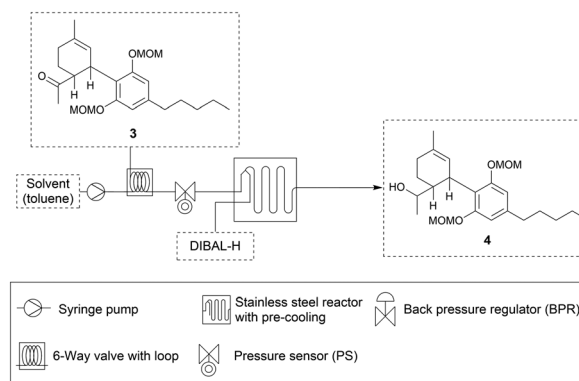 OMOM
O
H
H
MOMO
3
Solvent
(toluene)
DIBAL-H
OMOM
HO
H
H
MOMO
4
Syringe pump
Stainless steel reactor
with pre-cooling
Back pressure regulator (BPR)
6-Way valve with loop
Pressure sensor (PS)